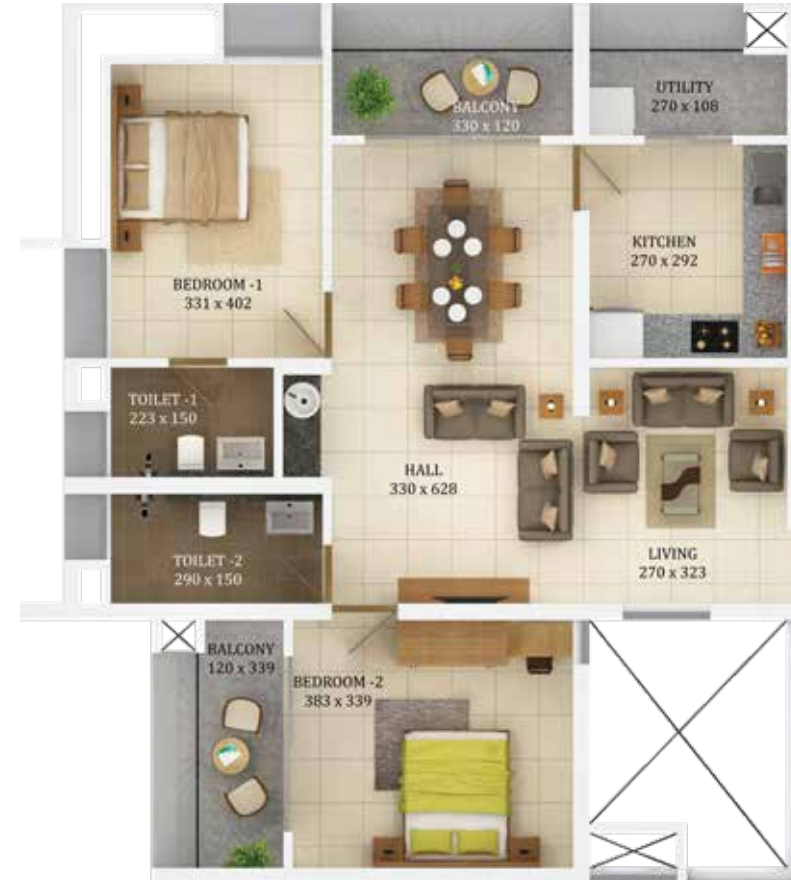 UTILITY
270 x 108
BALCONY
330 x 120
KITCHEN
270 x 292
BEDROOM -1
331 x 402
TOILET -1
223 x 150
HALL
330 x 628
LIVING
270 x 323
TOILET -2
290 x 150
BALCONY
120 x 339
BEDROOM -2
383 x 339